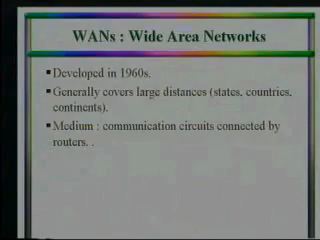 WANs : Wide Area Networks
Developed in 1960s.
Generally covers large distances (states, countries,
continents).
Medium : communication circuits connected by
routers. .